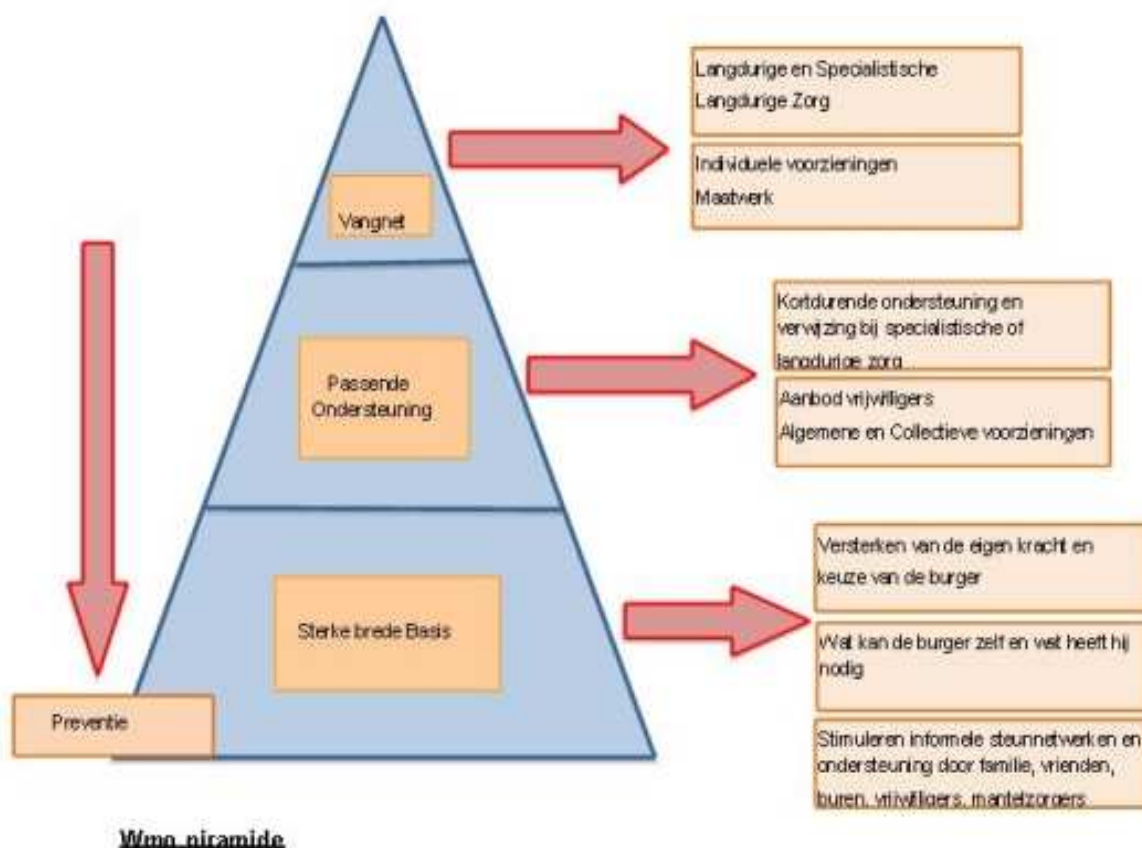 Langdurige en Specialistische
Langdurige Zorg
Individuele voorzieningen
Maatwerk
Vangnet
Kortdurende ondersteuning en
verwijzing bij specialistische of
langdurige zorg
Passende
Ondersteuning
Aanbod vrijwilligers
Algemene en Collectieve voorzieningen
Versterken van de eigen kracht en
keuze van de burger
Sterke brede Basis
Wat kan de burger zelf en wat heeft hij
nodig
Preventie
Stimuleren informele steunnetwerken en
ondersteuning door familie, vrienden,
buren, vrijwilligers, mantelzorgers
Wmo piramide